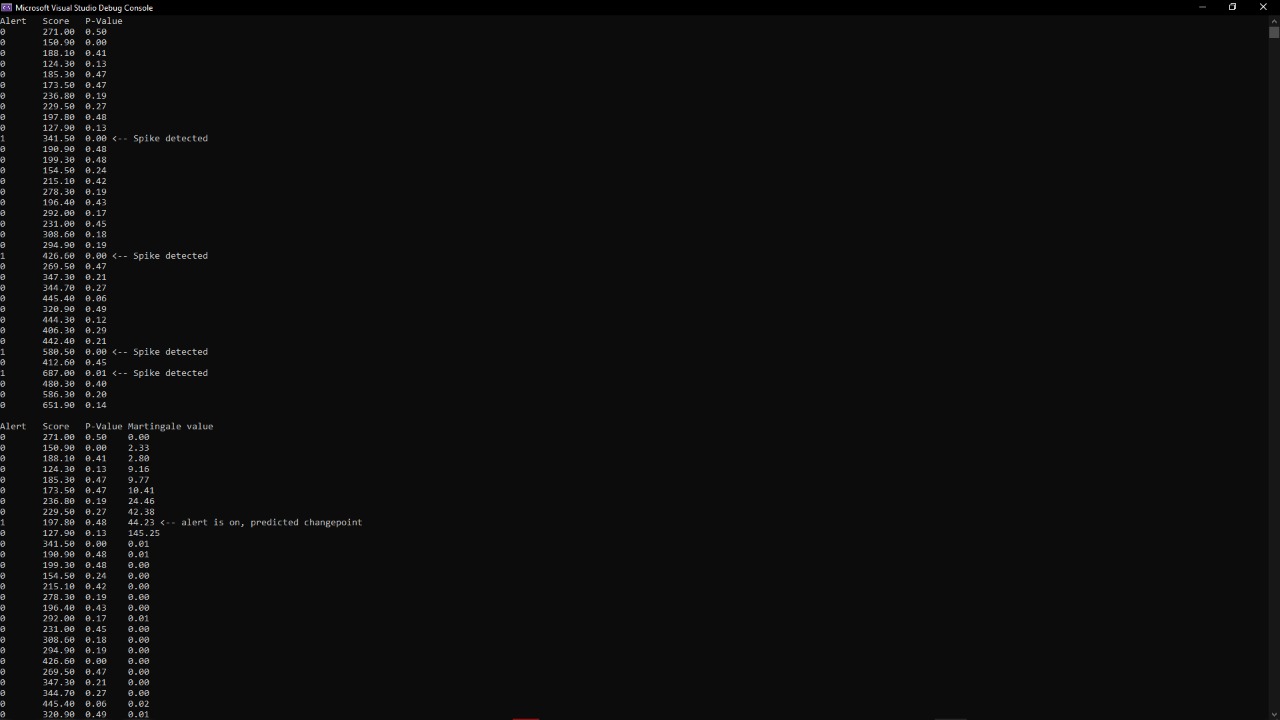 Microsoft Visual Studio Debug Console
Alert Score P-Value
0 271.00 0.50
0 150.90 0.00
0 188.10 0.41
0 124.30 0.13
0 185.30 0.47
0 173.50 0.47
0 236.80 0.19
0 229.50 0.27
0 197.80 0.48
0 127.90 0.13
1 341.50 0.00 <-- Spike detected
0 190.90 0.48
0 199.30 0.48
0 154.50 0.24
0 215.10 0.42
0 278.30 0.19
0 196.40 0.43
0 292.00 0.17
0 231.00 0.45
0 308.60 0.18
0 294.90 0.19
1 426.60 0.00 <-- Spike detected
0 269.50 0.47
0 347.30 0.21
0 344.70 0.27
0 445.40 0.06
0 320.90 0.49
0 444.30 0.12
0 406.30 0.29
0 442.40 0.21
1 580.50 0.00 <-- Spike detected
0 412.60 0.45
1 687.00 0.01 <-- Spike detected
0 480.30 0.40
0 586.30 0.20
0 651.90 0.14
Alert Score P-Value Martingale value
0 271.00 0.50 0.00
0 150.90 0.00 2.33
0 188.10 0.41 2.80
0 124.30 0.13 9.16
0 185.30 0.47 9.77
0 173.50 0.47 10.41
0 236.80 0.19 24.46
0 229.50 0.27 42.38
1 197.80 0.48 44.23 <-- alert is on, predicted changepoint
0 127.90 0.13 145.25
0 341.50 0.00 0.01
0 190.90 0.48 0.01
0 199.30 0.48 0.00
0 154.50 0.24 0.00
0 215.10 0.42 0.00
0 278.30 0.19 0.00
0 196.40 0.43 0.00
0 292.00 0.17 0.01
0 231.00 0.45 0.00
0 308.60 0.18 0.00
0 294.90 0.19 0.00
0 426.60 0.00 0.00
0 269.50 0.47 0.00
0 347.30 0.21 0.00
0 344.70 0.27 0.00
0 445.40 0.06 0.02
0 320.90 0.49 0.01